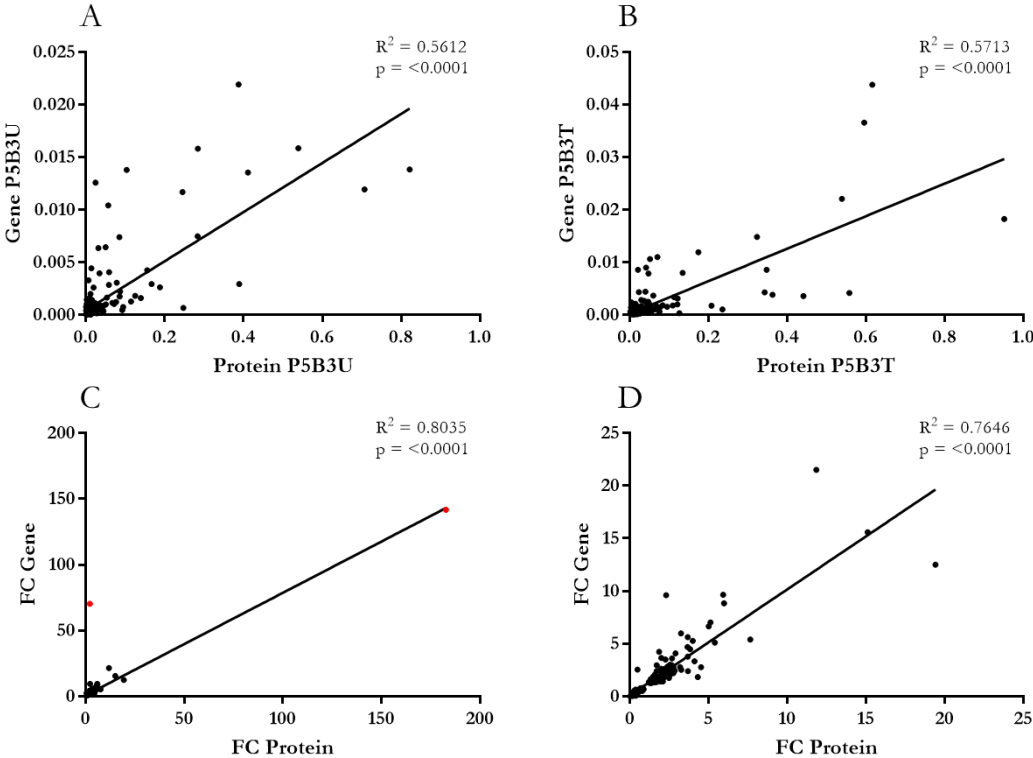 A
R² = 0.5612
p = <0.0001
0.025
0.020
0.015
0.010
0.005
0.000
Gene P5B3U
0.0
0.2
0.4
0.6
0.8
1.0
Protein P5B3U
B
R² = 0.5713
p = <0.0001
0.05
0.04
0.03
0.02
0.01
0.00
Gene P5B3T
0.0
0.2
0.4
0.6
0.8
1.0
Protein P5B3T
C
R² = 0.8035
p = <0.0001
200
150
100
50
0
FC Gene
0
50
100
150
200
FC Protein
D
R² = 0.7646
p = <0.0001
25
20
15
10
5
0
FC Gene
0
5
10
15
20
25
FC Protein